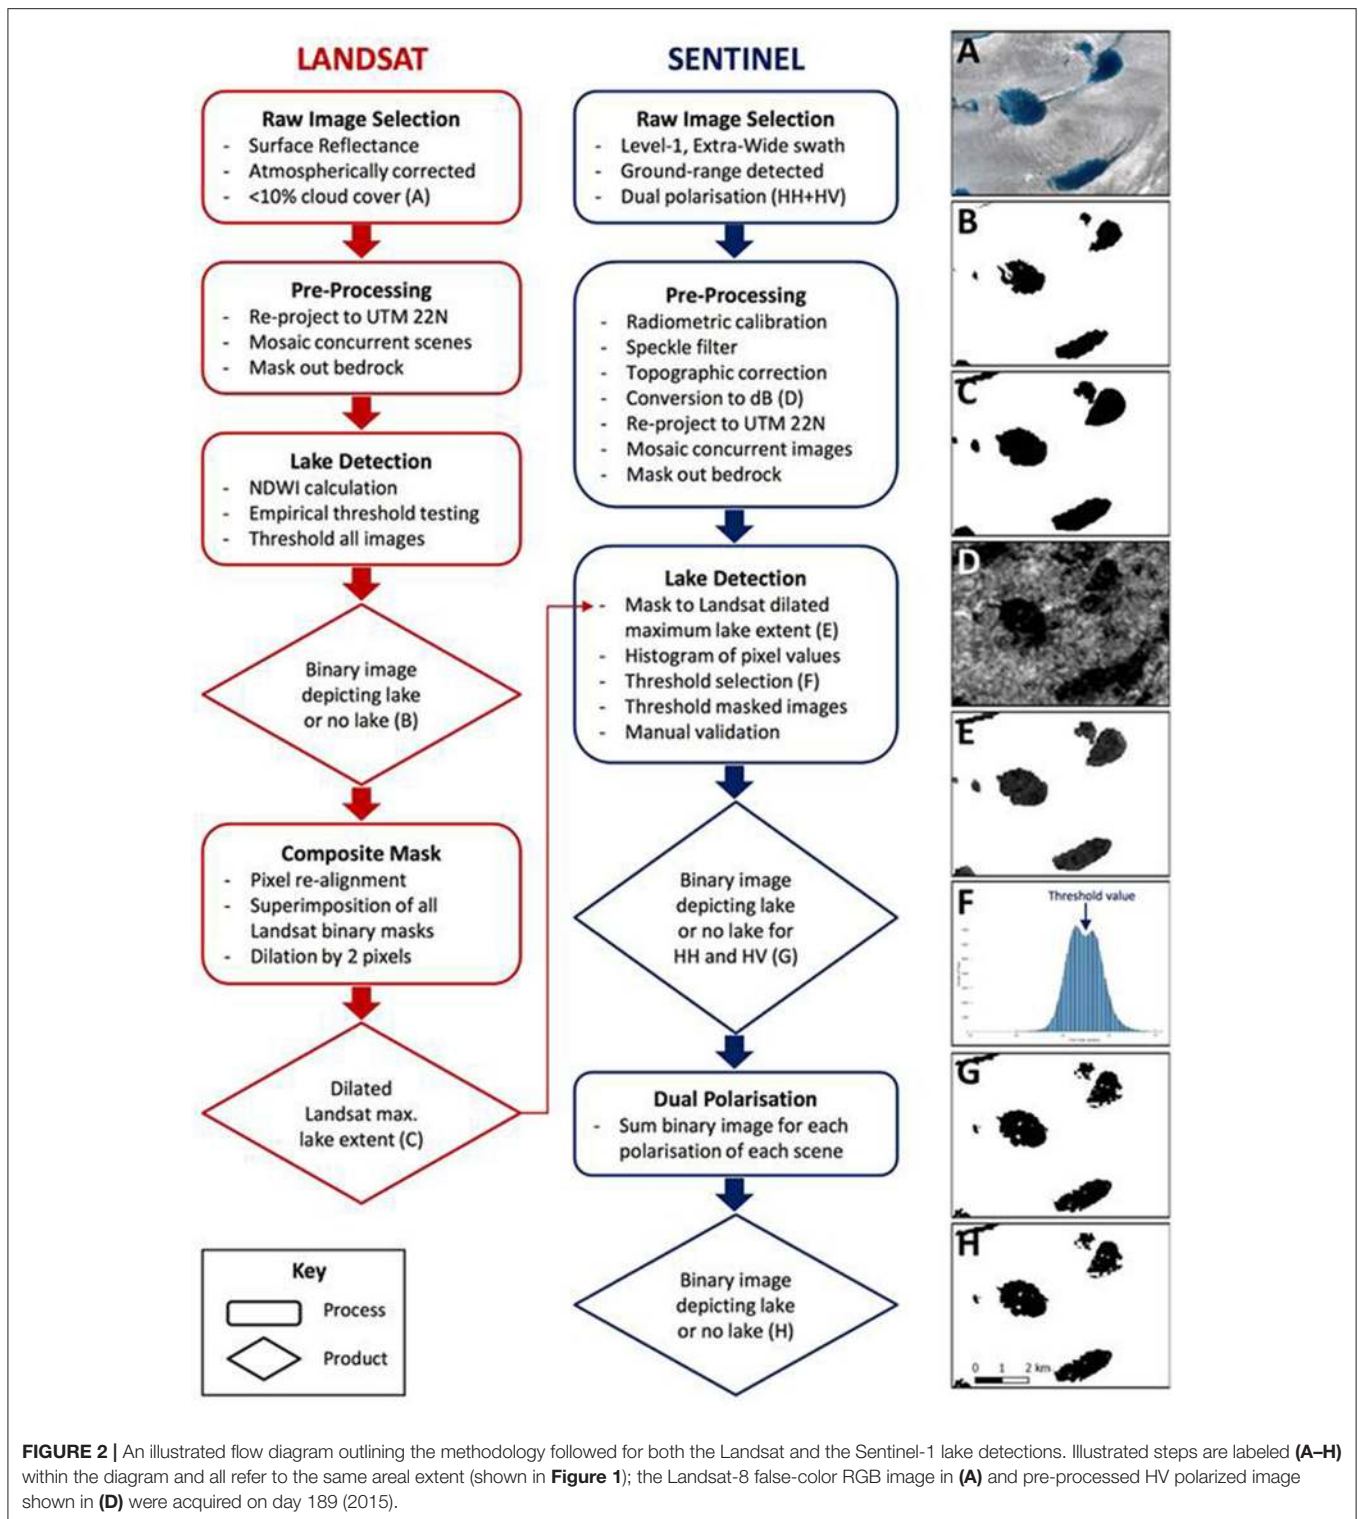 LANDSAT
Raw Image Selection
- Surface Reflectance
- Atmospherically corrected
- <10% cloud cover (A)
Pre-Processing
- Re-project to UTM 22N
- Mosaic concurrent scenes
- Mask out bedrock
Lake Detection
- NDWI calculation
- Empirical threshold testing
- Threshold all images
Binary image
depicting lake
or no lake (B)
Composite Mask
- Pixel re-alignment
- Superimposition of all
Landsat binary masks
- Dilation by 2 pixels
Dilated
Landsat max.
lake extent (C)
Key
Process
Product
SENTINEL
Raw Image Selection
- Level-1, Extra-Wide swath
- Ground-range detected
- Dual polarisation (HH+HV)
Pre-Processing
- Radiometric calibration
- Speckle filter
- Topographic correction
- Conversion to dB (D)
- Re-project to UTM 22N
- Mosaic concurrent images
- Mask out bedrock
Lake Detection
- Mask to Landsat dilated
maximum lake extent (E)
- Histogram of pixel values
- Threshold selection (F)
- Threshold masked images
- Manual validation
Binary image
depicting lake
or no lake for
HH and HV (G)
Dual Polarisation
- Sum binary image for each
polarisation of each scene
Binary image
depicting lake
or no lake (H)
A
B
C
D
E
F
Threshold value
G
H
0 1 2 km
FIGURE 2 | An illustrated flow diagram outlining the methodology followed for both the Landsat and the Sentinel-1 lake detections. Illustrated steps are labeled (A–H)
within the diagram and all refer to the same areal extent (shown in Figure 1); the Landsat-8 false-color RGB image in (A) and pre-processed HV polarized image
shown in (D) were acquired on day 189 (2015).